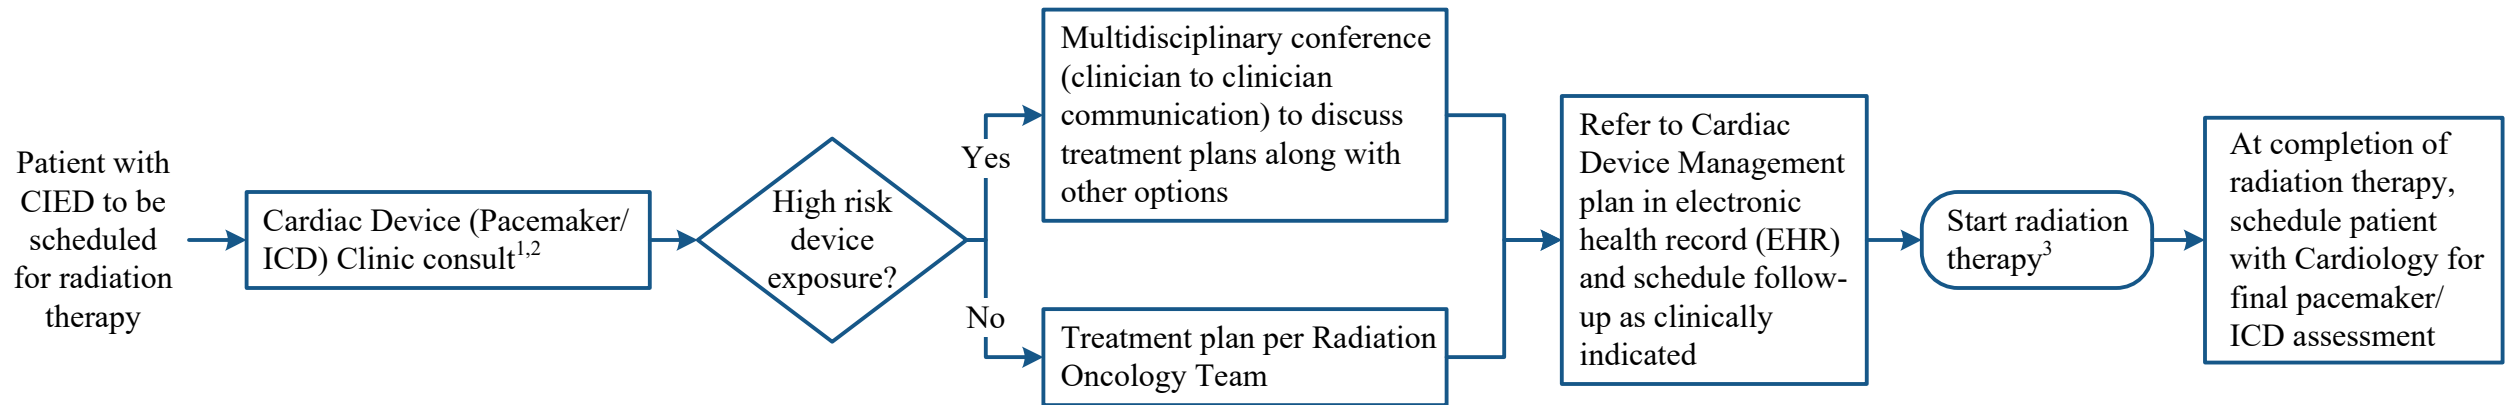 Patient with
CIED to be
scheduled
for radiation
therapy
Cardiac Device (Pacemaker/
ICD) Clinic consult1,2
High risk
device
exposure?
Yes
Multidisciplinary conference
(clinician to clinician
communication) to discuss
treatment plans along with
other options
No
Treatment plan per Radiation
Oncology Team
Refer to Cardiac
Device Management
plan in electronic
health record (EHR)
and schedule follow-
up as clinically
indicated
Start radiation
therapy3
At completion of
radiation therapy,
schedule patient
with Cardiology for
final pacemaker/
ICD assessment